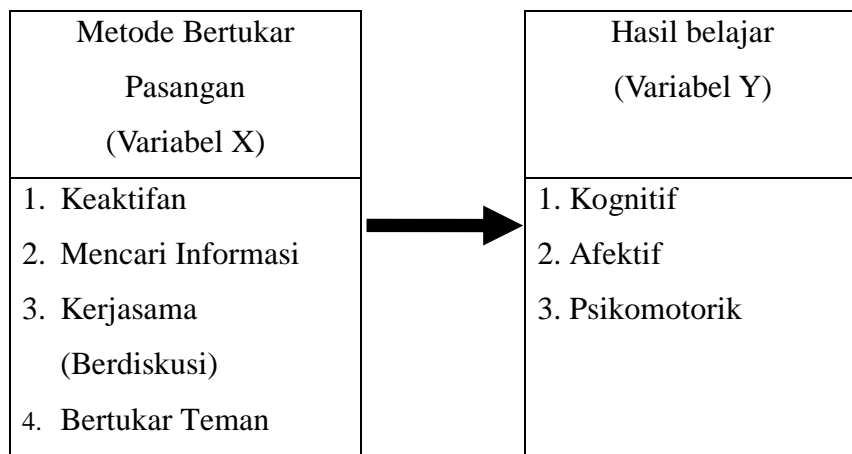 Metode Bertukar
Pasangan
(Variabel X)
1. Keaktifan
2. Mencari Informasi
3. Kerjasama
(Berdiskusi)
4. Bertukar Teman
Hasil belajar
(Variabel Y)
1. Kognitif
2. Afektif
3. Psikomotorik